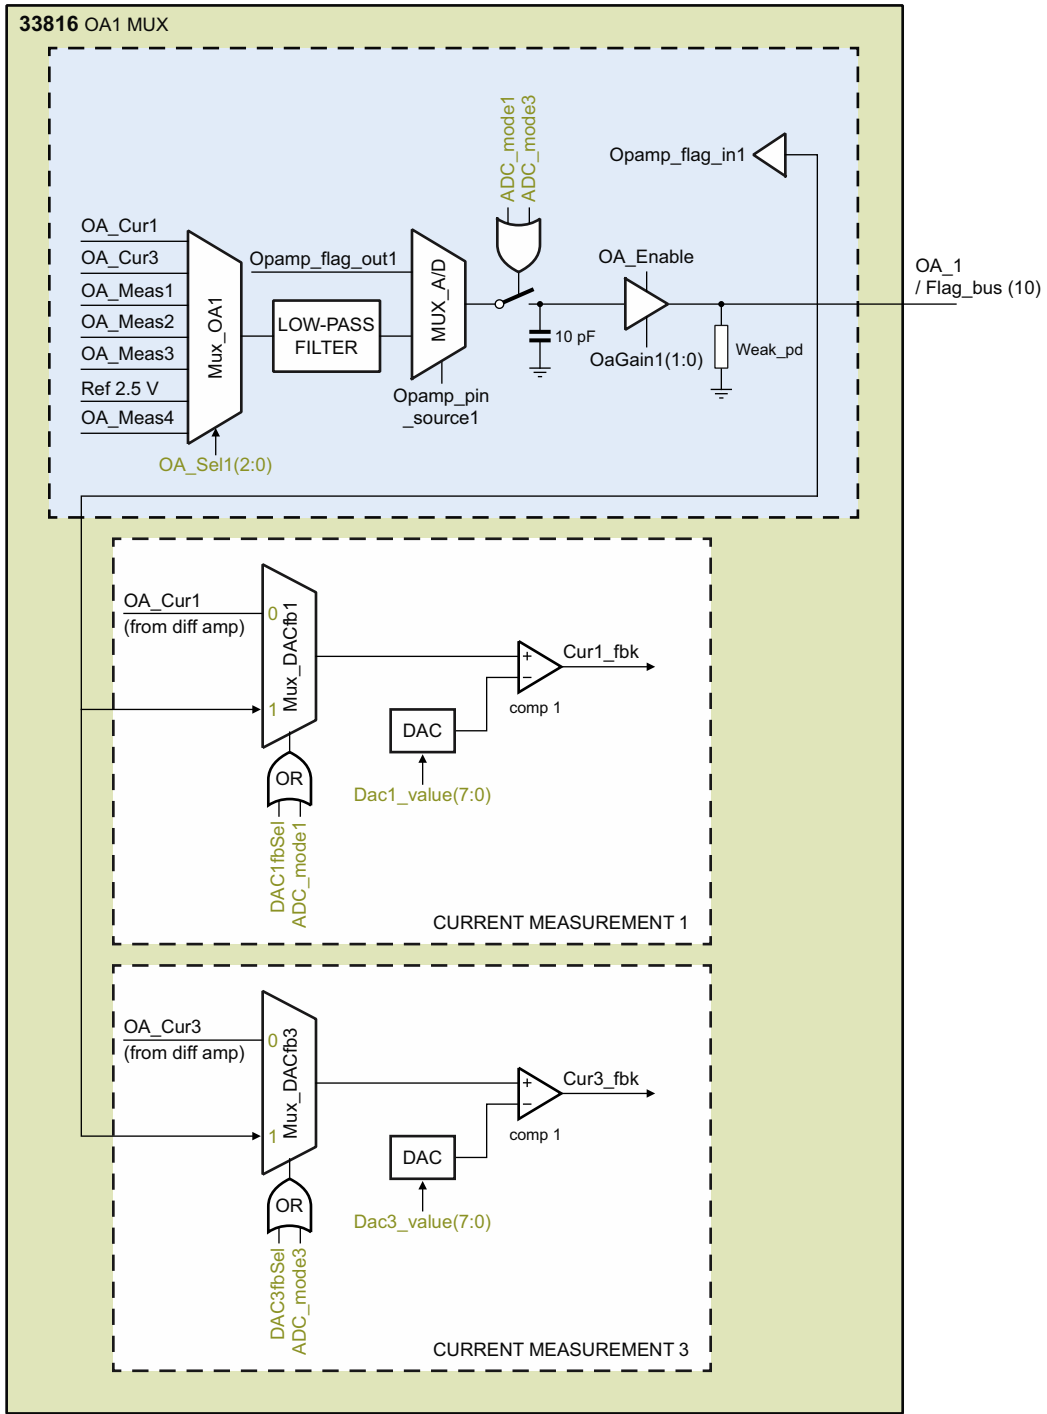 33816 OA1 MUX
ADC_mode1
ADC_mode3
Opamp_flag_in1
OA_Cur1
OA_Cur3
OA_Meas1
OA_Meas2
OA_Meas3
Ref 2.5 V
OA_Meas4
Mux_OA1
OA_Sel1(2:0)
Opamp_flag_out1
LOW-PASS
FILTER
MUX_A/D
Opamp_pin
_source1
10 pF
OA_Enable
OaGain1(1:0)
Weak_pd
OA_1
/ Flag_bus (10)
OA_Cur1
(from diff amp)
0
1
Mux_DACfb1
OR
DAC1fbSel
ADC_mode1
DAC
Dac1_value(7:0)
+
−
comp 1
Cur1_fbk
CURRENT MEASUREMENT 1
OA_Cur3
(from diff amp)
0
1
Mux_DACfb3
OR
DAC3fbSel
ADC_mode3
DAC
Dac3_value(7:0)
+
−
comp 1
Cur3_fbk
CURRENT MEASUREMENT 3